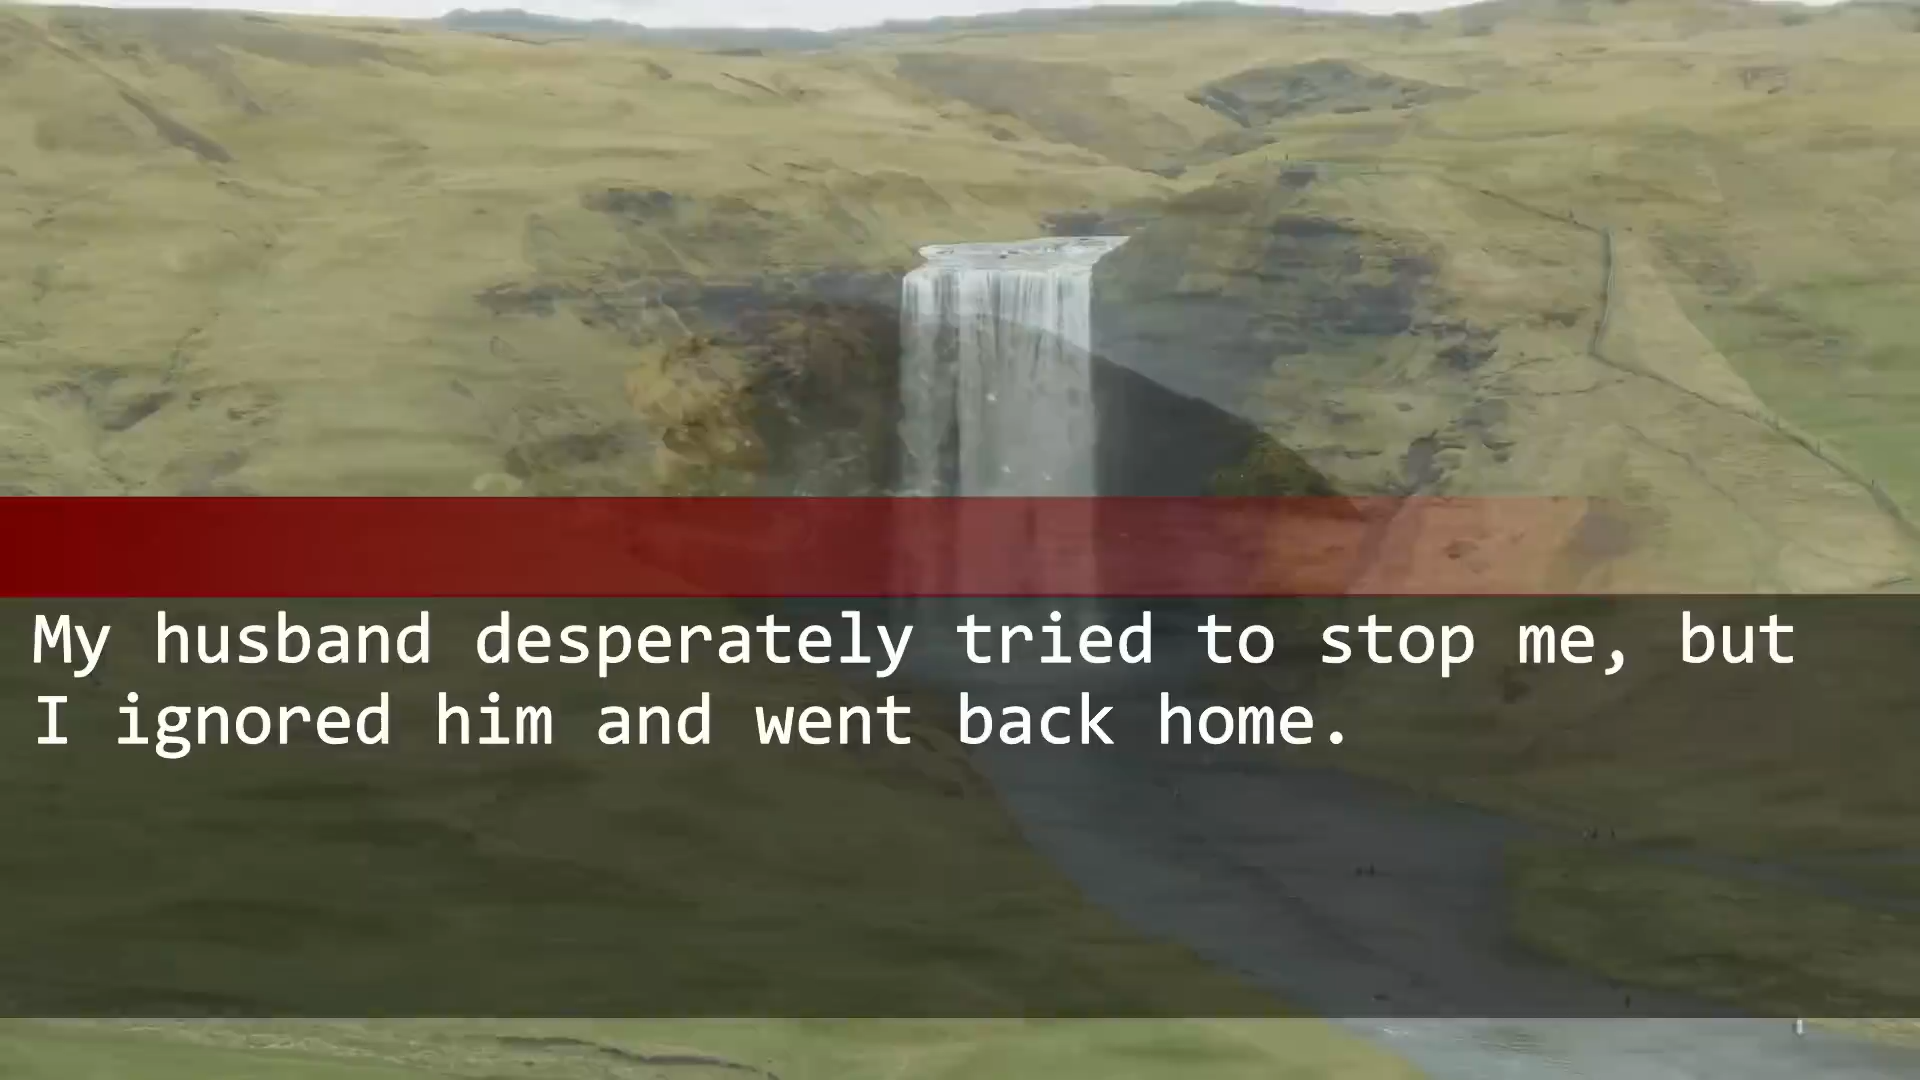 My husband desperately tried to stop me, but
I ignored him and went back home.